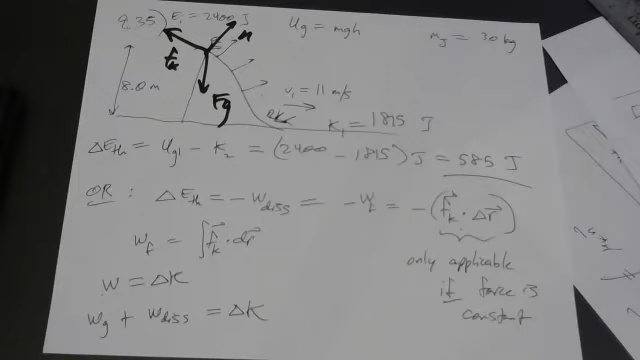 9.35) E_i = 2400 J
U_g = mgh
m_J = 30 kg
n
f_k
8.0 m
F_g
v_1 = 11 m/s
K_1 = 1815 J
ΔE_th = U_g1 - K_2 = (2400 - 1815) J = 585 J
OR : ΔE_th = -W_diss = -W_f = -(f_k · Δr)
W_f = ∫ f_k · dr
only applicable
if force is
constant
W = ΔK
W_g + W_diss = ΔK